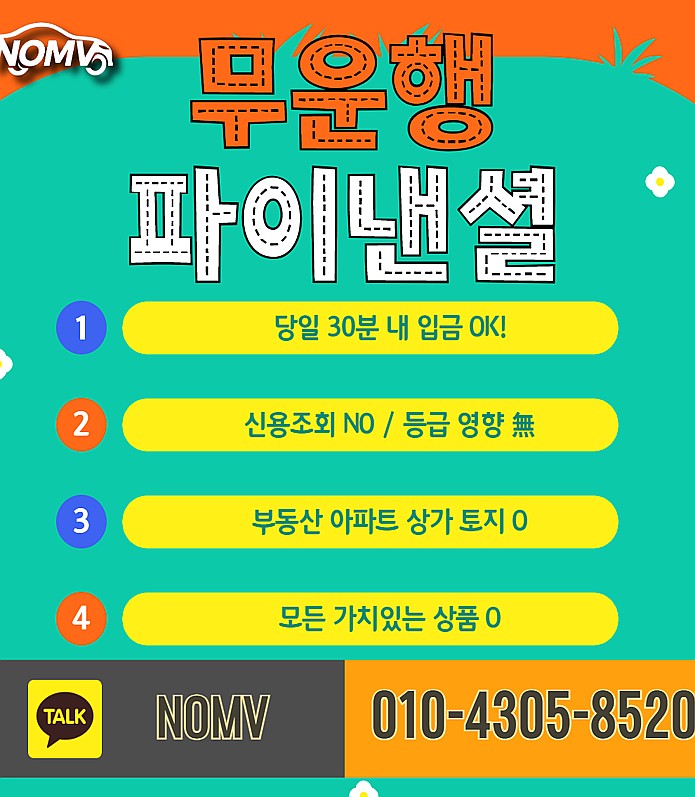 NOMV
무운행
파이낸셜
1 당일 30분 내 입금 OK!
2 신용조회 NO / 등급 영향 無
3 부동산 아파트 상가 토지 O
4 모든 가치있는 상품 O
TALK NOMV 010-4305-8520